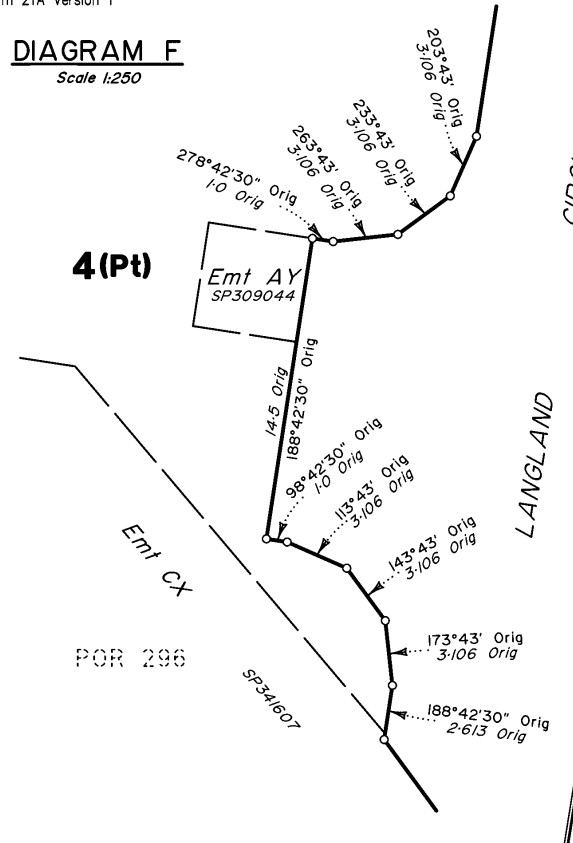 21A Version 1
DIAGRAM F
Scale 1:250
203°43' Orig
3·106 Orig
233°43' Orig
3·106 Orig
263°43' Orig
3·106 Orig
278°42'30" Orig
1·0 Orig
4(Pt)
Emt AY
SP309044
14·5 Orig
188°42'30" Orig
98°42'30" Orig
1·0 Orig
113°43' Orig
3·106 Orig
143°43' Orig
3·106 Orig
LANGLAND
Emt CX
POR 296
SP341607
173°43' Orig
3·106 Orig
188°42'30" Orig
2·613 Orig